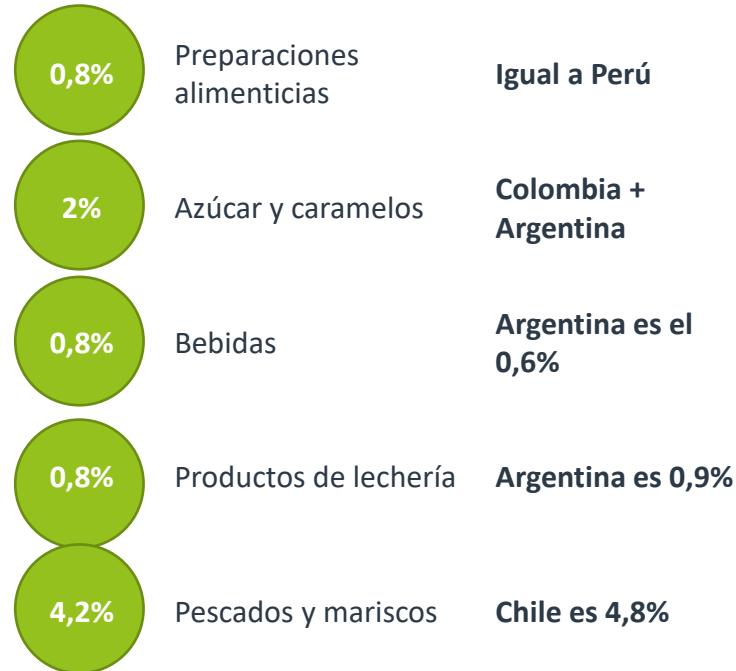 0,8%
Preparaciones
alimenticias
Igual a Perú
2%
Azúcar y caramelos
Colombia +
Argentina
0,8%
Bebidas
Argentina es el
0,6%
0,8%
Productos de lechería
Argentina es 0,9%
4,2%
Pescados y mariscos
Chile es 4,8%